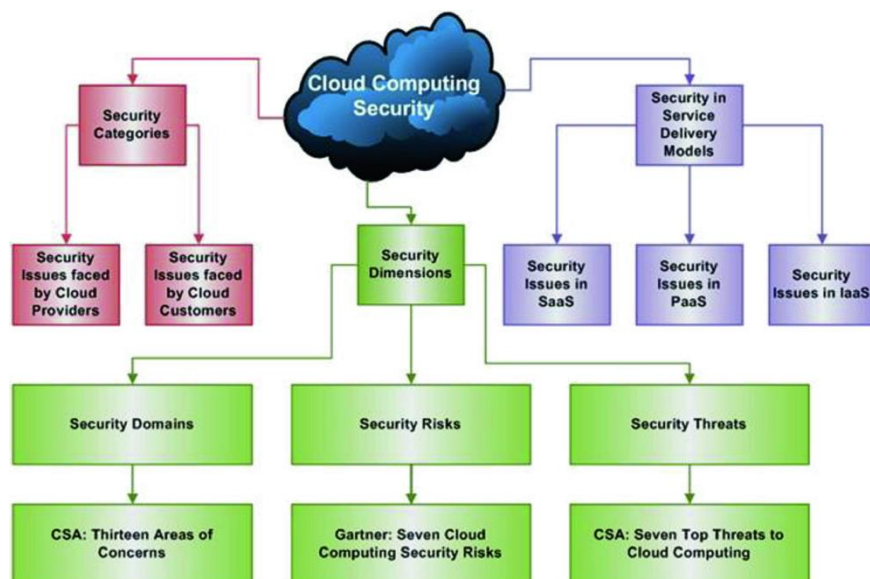 Cloud Computing
Security
Security
Categories
Security in
Service
Delivery
Models
Security
Issues faced
by Cloud
Providers
Security
Issues faced
by Cloud
Customers
Security
Dimensions
Security
Issues in
SaaS
Security
Issues in
PaaS
Security
Issues in IaaS
Security Domains
Security Risks
Security Threats
CSA: Thirteen Areas of
Concerns
Gartner: Seven Cloud
Computing Security Risks
CSA: Seven Top Threats to
Cloud Computing